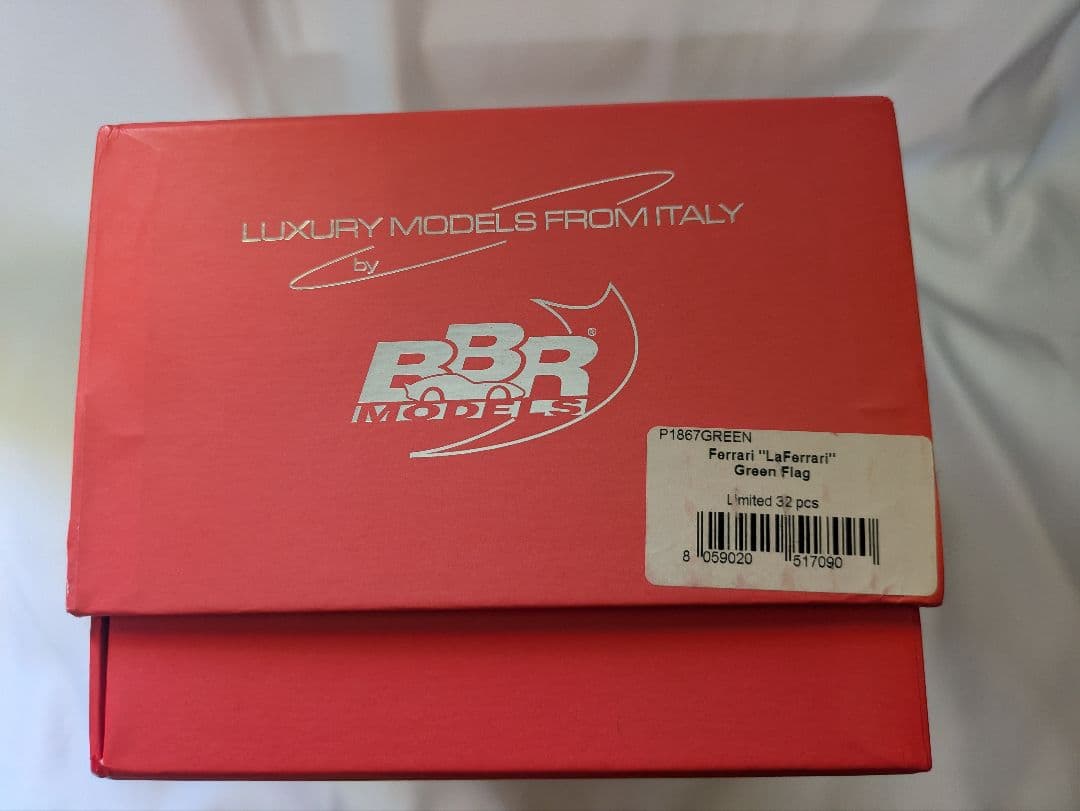 LUXURY MODELS FROM ITALY
by
BBR®
MODELS
P1867GREEN
Ferrari "LaFerrari"
Green Flag
Limited 32 pcs
8 059020 517090